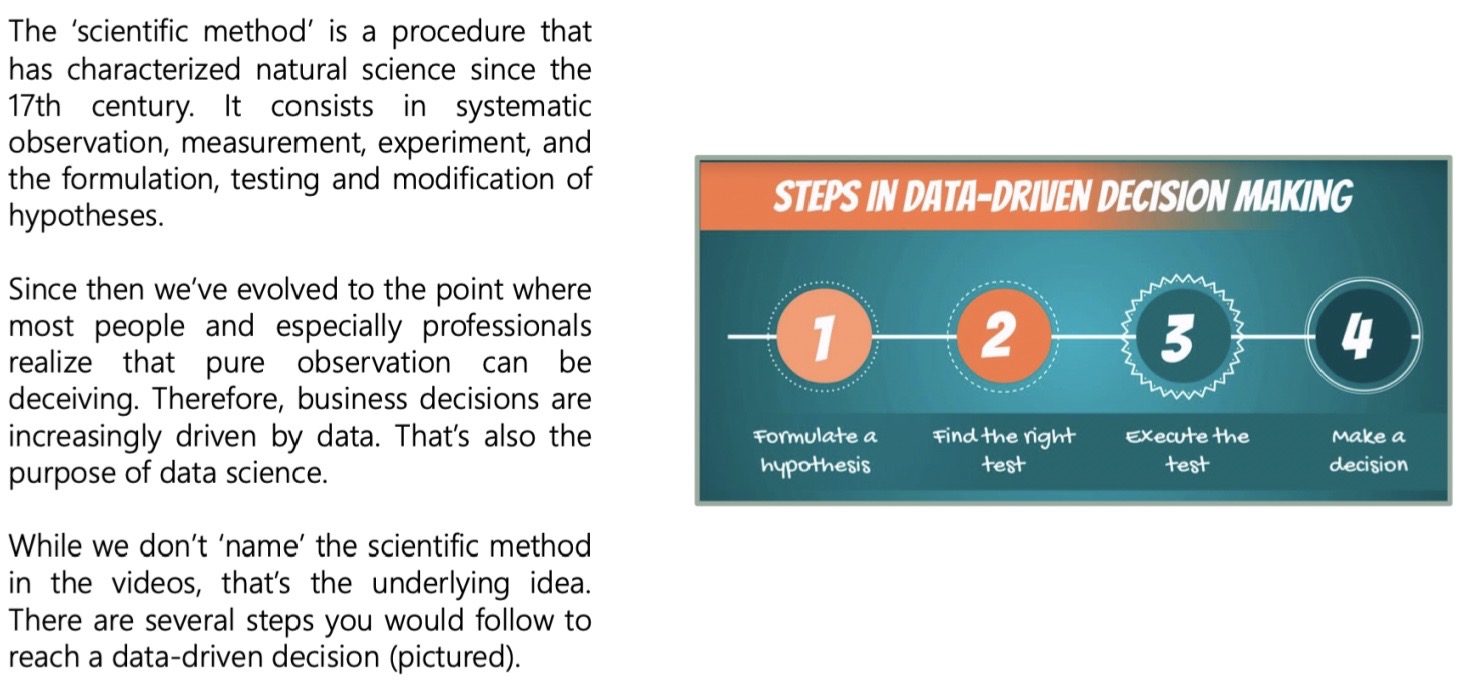 The ‘scientific method’ is a procedure that
has characterized natural science since the
17th century. It consists in systematic
observation, measurement, experiment, and
the formulation, testing and modification of
hypotheses.
Since then we’ve evolved to the point where
most people and especially professionals
realize that pure observation can be
deceiving. Therefore, business decisions are
increasingly driven by data. That’s also the
purpose of data science.
While we don’t ‘name’ the scientific method
in the videos, that’s the underlying idea.
There are several steps you would follow to
reach a data-driven decision (pictured).
STEPS IN DATA-DRIVEN DECISION MAKING
1
2
3
4
Formulate a
hypothesis
Find the right
test
Execute the
test
Make a
decision